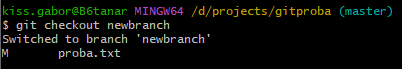 kiss.gabor@B6tanar MINGW64 /d/projects/gitproba (master)
$ git checkout newbranch
Switched to branch 'newbranch'
M       proba.txt